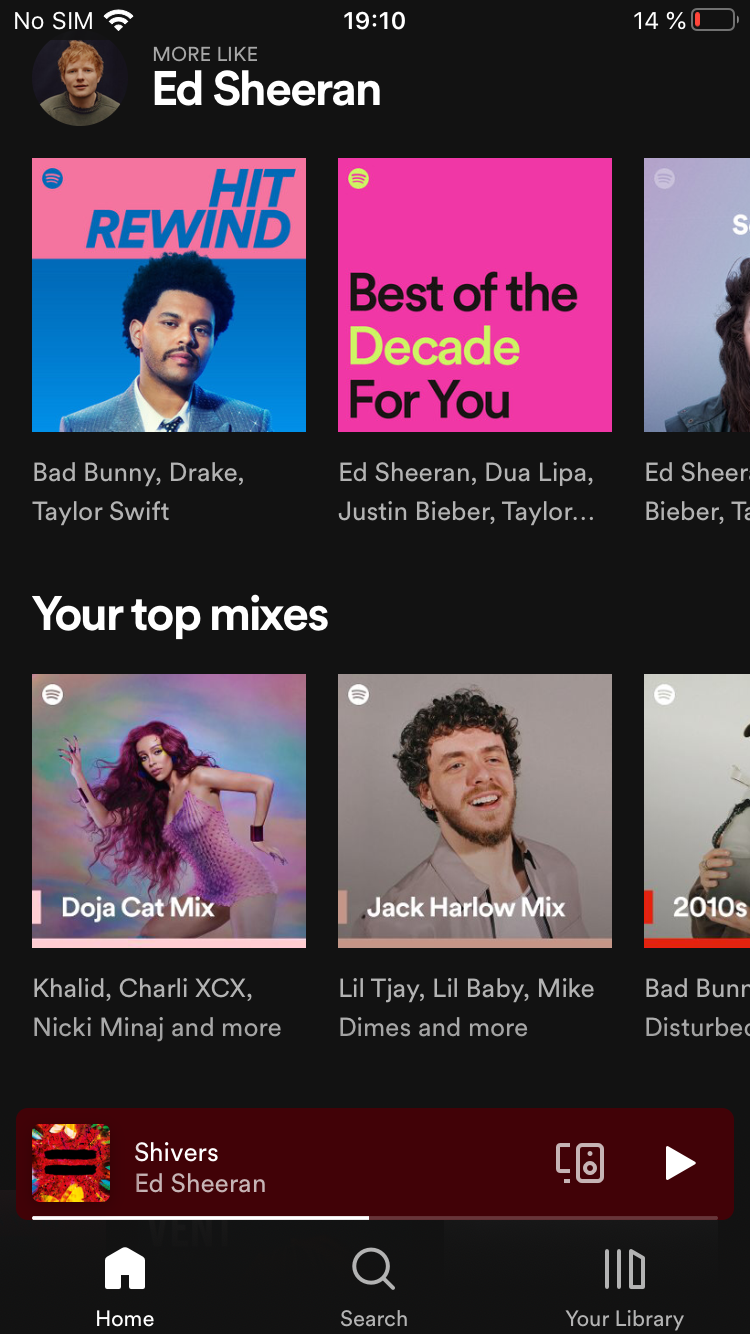 No SIM 19:10 14 %
MORE LIKE
Ed Sheeran
HIT
REWIND
Best of the
Decade
For You
Bad Bunny, Drake,
Taylor Swift
Ed Sheeran, Dua Lipa,
Justin Bieber, Taylor...
Ed Sheer
Bieber, Ta
Your top mixes
Doja Cat Mix
Jack Harlow Mix
2010s
Khalid, Charli XCX,
Nicki Minaj and more
Lil Tjay, Lil Baby, Mike
Dimes and more
Bad Bunn
Disturbed
Shivers
Ed Sheeran
Home
Search
Your Library